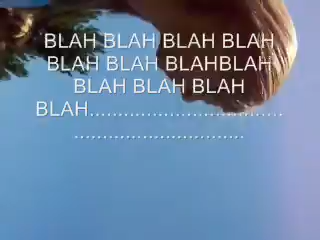 BLAH BLAH BLAH BLAH
BLAH BLAH BLAHBLAH
BLAH BLAH BLAH
BLAH..................................
..............................